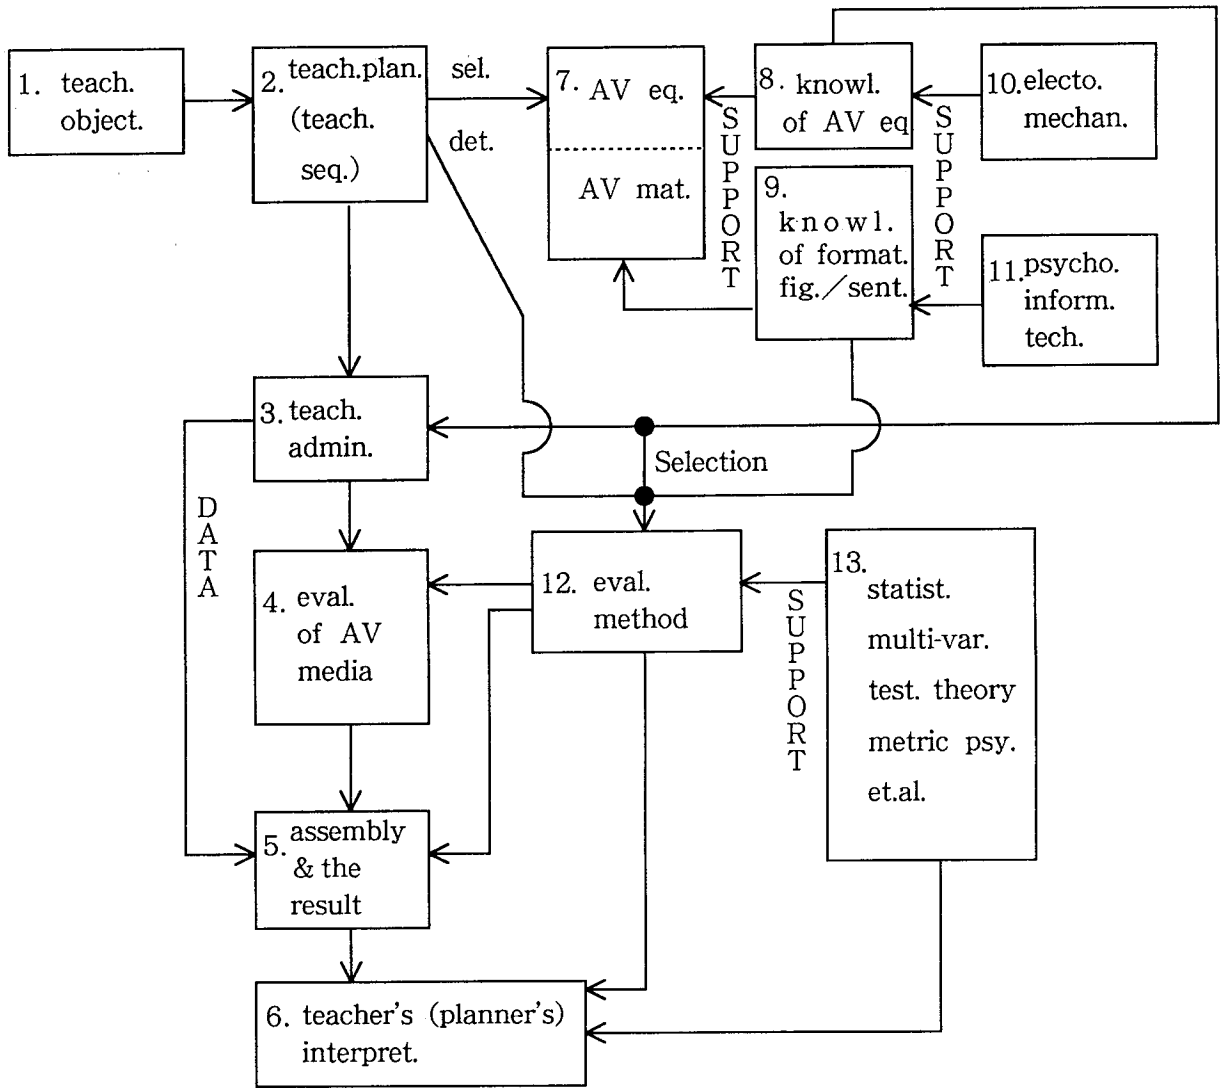 1. teach.
object.
2. teach.plan.
(teach.
seq.)
sel.
det.
7. AV eq.
AV mat.
SUPPORT
8. knowl.
of AV eq
9.
knowl.
of format.
fig./sent.
SUPPORT
10. electo.
mechan.
11. psycho.
inform.
tech.
3. teach.
admin.
Selection
DATA
4. eval.
of AV
media
12. eval.
method
SUPPORT
13.
statist.
multi-var.
test. theory
metric psy.
et.al.
5. assembly
& the
result
6. teacher's (planner's)
interpret.